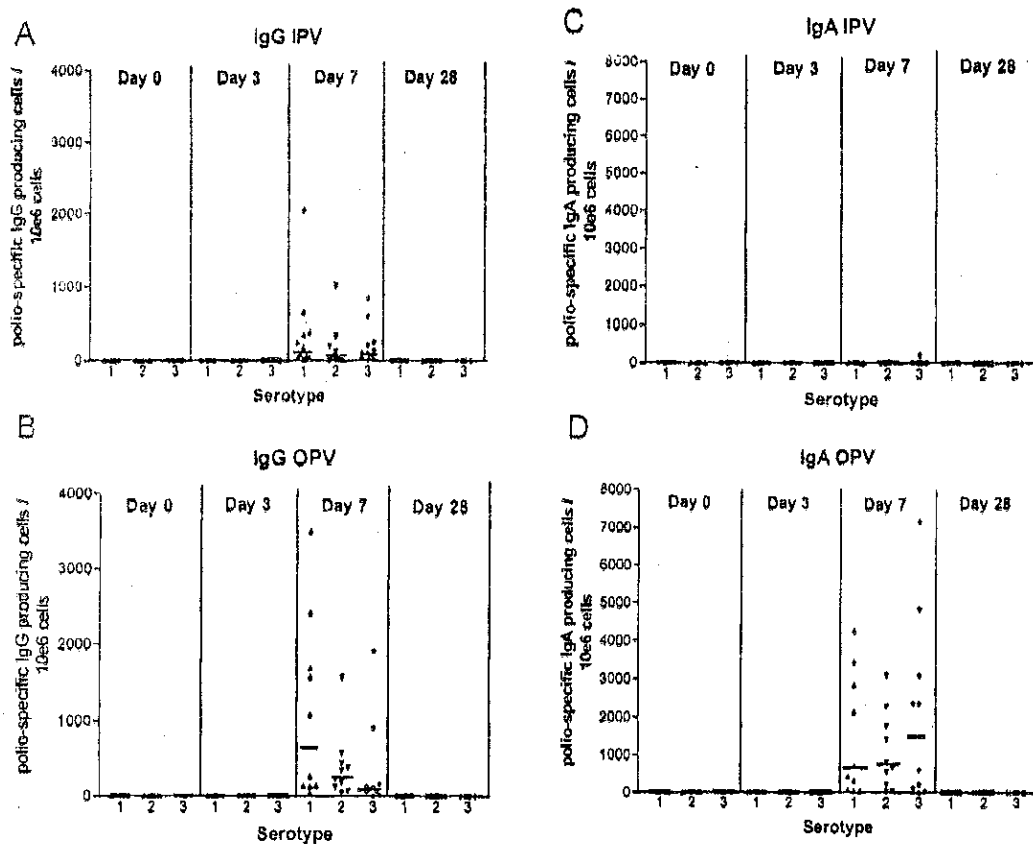 A
IgG IPV
polio-specific IgG producing cells /
10e6 cells
4000
3000
2000
1000
0
Day 0
Day 3
Day 7
Day 28
1 2 3 1 2 3 1 2 3 1 2 3
Serotype
C
IgA IPV
polio-specific IgA producing cells /
10e6 cells
8000
7000
6000
5000
4000
3000
2000
1000
0
Day 0
Day 3
Day 7
Day 28
1 2 3 1 2 3 1 2 3 1 2 3
Serotype
B
IgG OPV
polio-specific IgG producing cells /
10e6 cells
4000
3000
2000
1000
0
Day 0
Day 3
Day 7
Day 28
1 2 3 1 2 3 1 2 3 1 2 3
Serotype
D
IgA OPV
polio-specific IgA producing cells /
10e6 cells
8000
7000
6000
5000
4000
3000
2000
1000
0
Day 0
Day 3
Day 7
Day 28
1 2 3 1 2 3 1 2 3 1 2 3
Serotype